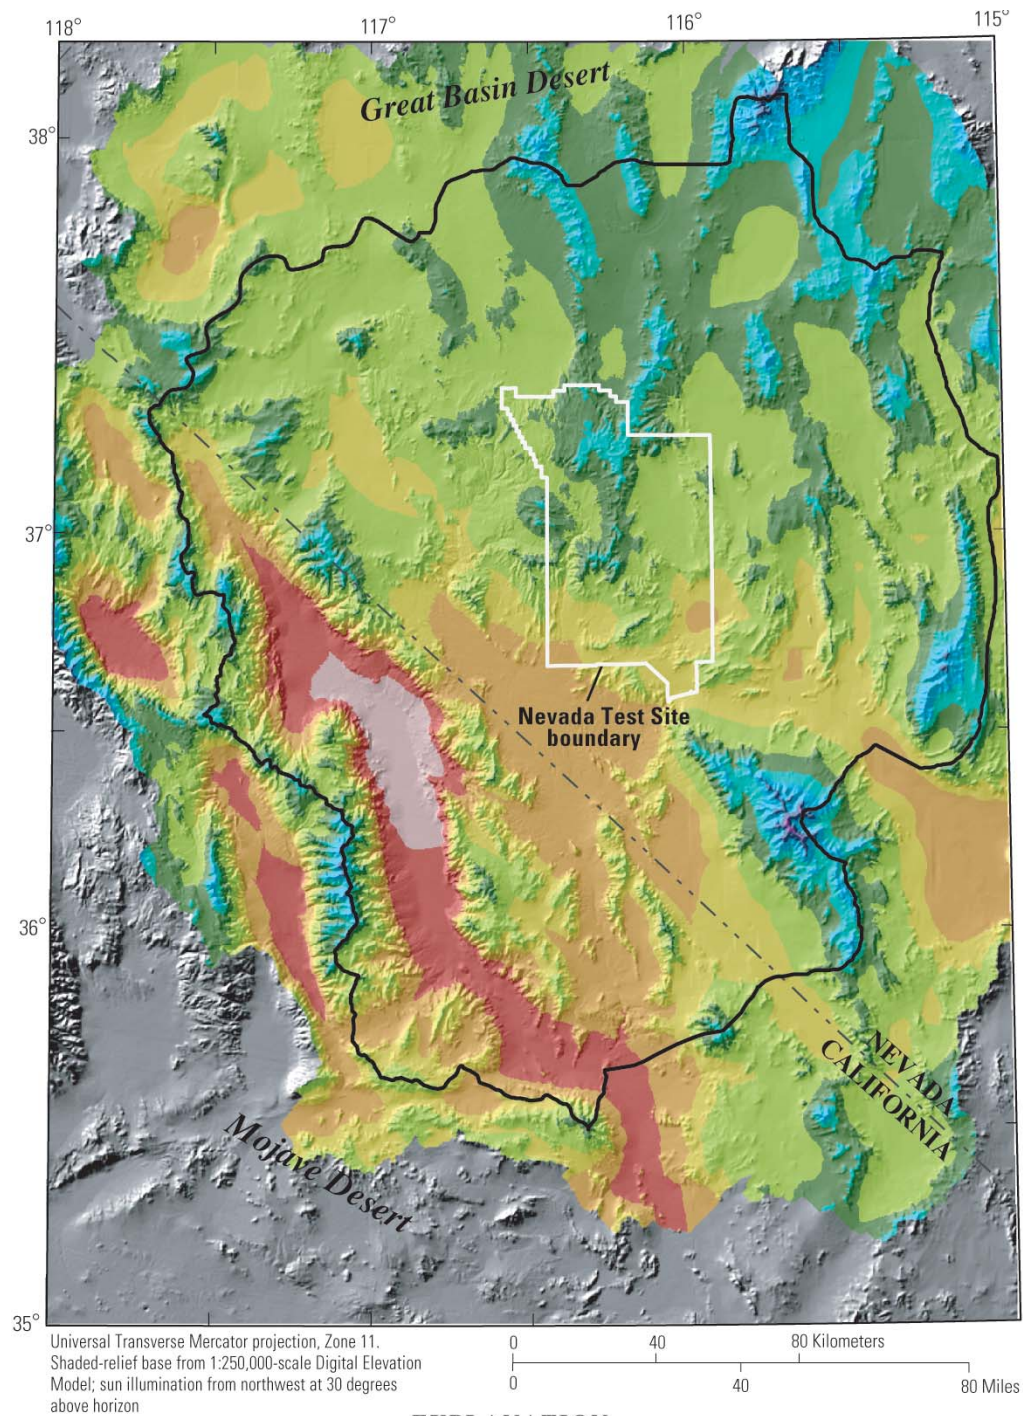 118°
117°
116°
115°
Great Basin Desert
38°
37°
Nevada Test Site
boundary
36°
NEVADA
CALIFORNIA
Mojave Desert
35°
Universal Transverse Mercator projection, Zone 11.
Shaded-relief base from 1:250,000-scale Digital Elevation
Model; sun illumination from northwest at 30 degrees
above horizon
0 40 80 Kilometers
0 40 80 Miles